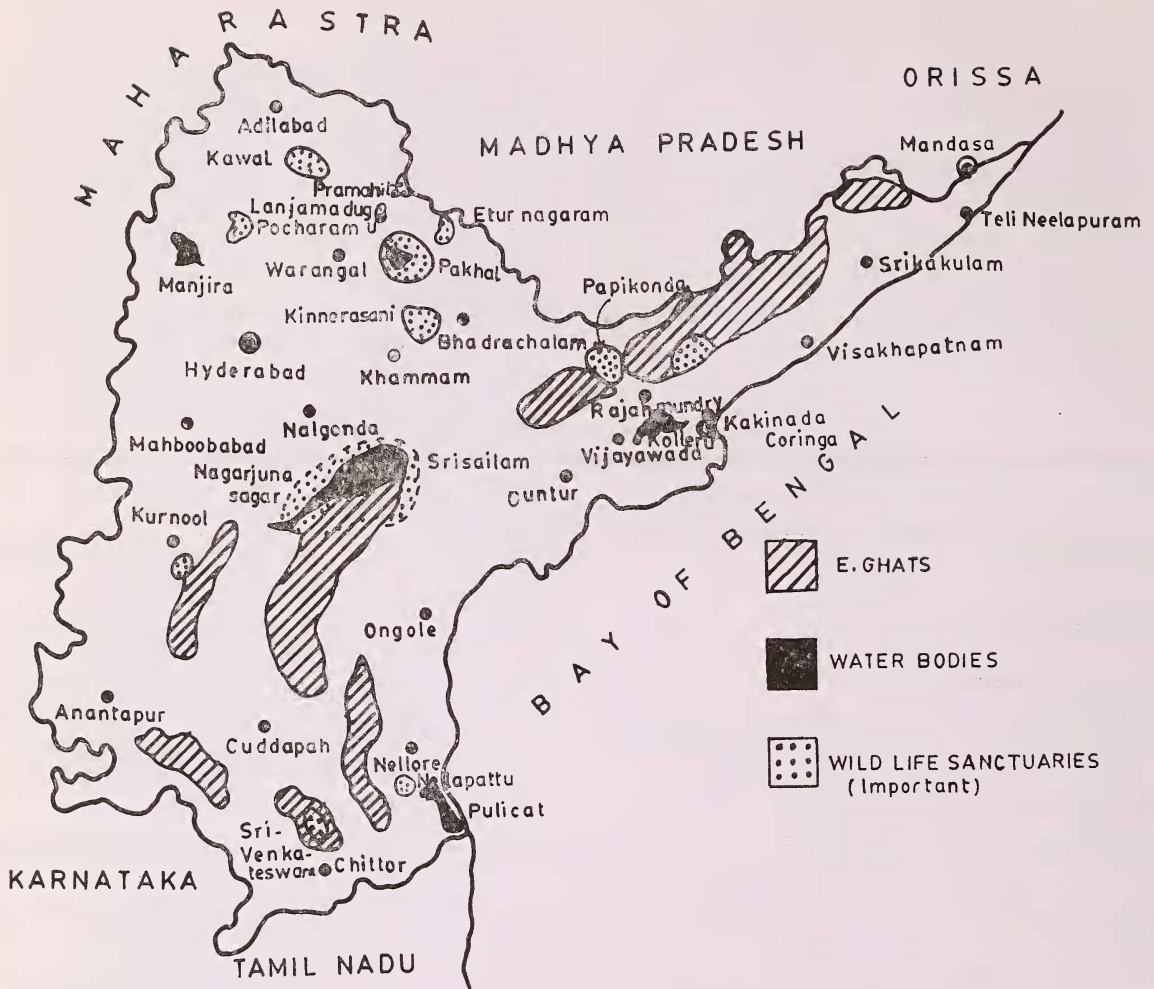 MAHARASTRA
ORISSA
MADHYA PRADESH
Mandasa
Adilabad
Kawal
Pramahita
Lanjamadugu
Etur nagaram
Pocharam
Teli Neelapuram
Warangal
Pakhal
Srikakulam
Manjira
Papikonda
Kinnerasani
Bhadrachalam
Visakhapatnam
Hyderabad
Khammam
Rajahmundry
Kakinada
Nalgonda
Mahboobabad
Kolleru
Coringa
Vijayawada
Nagarjuna
sagar
Srisailam
Guntur
Kurnool
BAY OF BENGAL
E. GHATS
Ongole
WATER BODIES
Anantapur
Cuddapah
Nellore
Nelapattu
WILD LIFE SANCTUARIES
(Important)
Pulicat
Sri-
Venka-
teswara
Chittor
KARNATAKA
TAMIL NADU